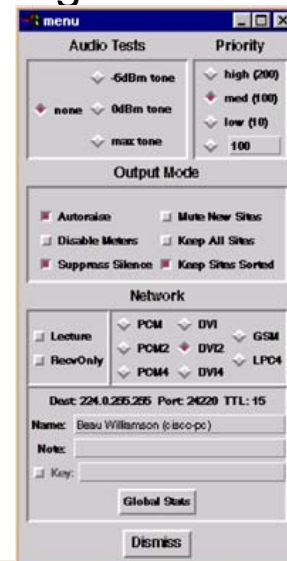 menu
Audio Tests Priority
-6dBm tone high (200)
none 0dBm tone med (100)
max tone low (10)
100
Output Mode
Autoraise Mute New Sites
Disable Meters Keep All Sites
Suppress Silence Keep Sites Sorted
Network
Lecture PCM DVI GSM
RecvOnly PCM2 DVI2 LPC4
PCM4 DVI4
Dest: 224.0.255.255 Port: 24220 TTL: 15
Name: Beau Williamson (cisco-pc)
Note:
Key:
Global Stats
Dismiss